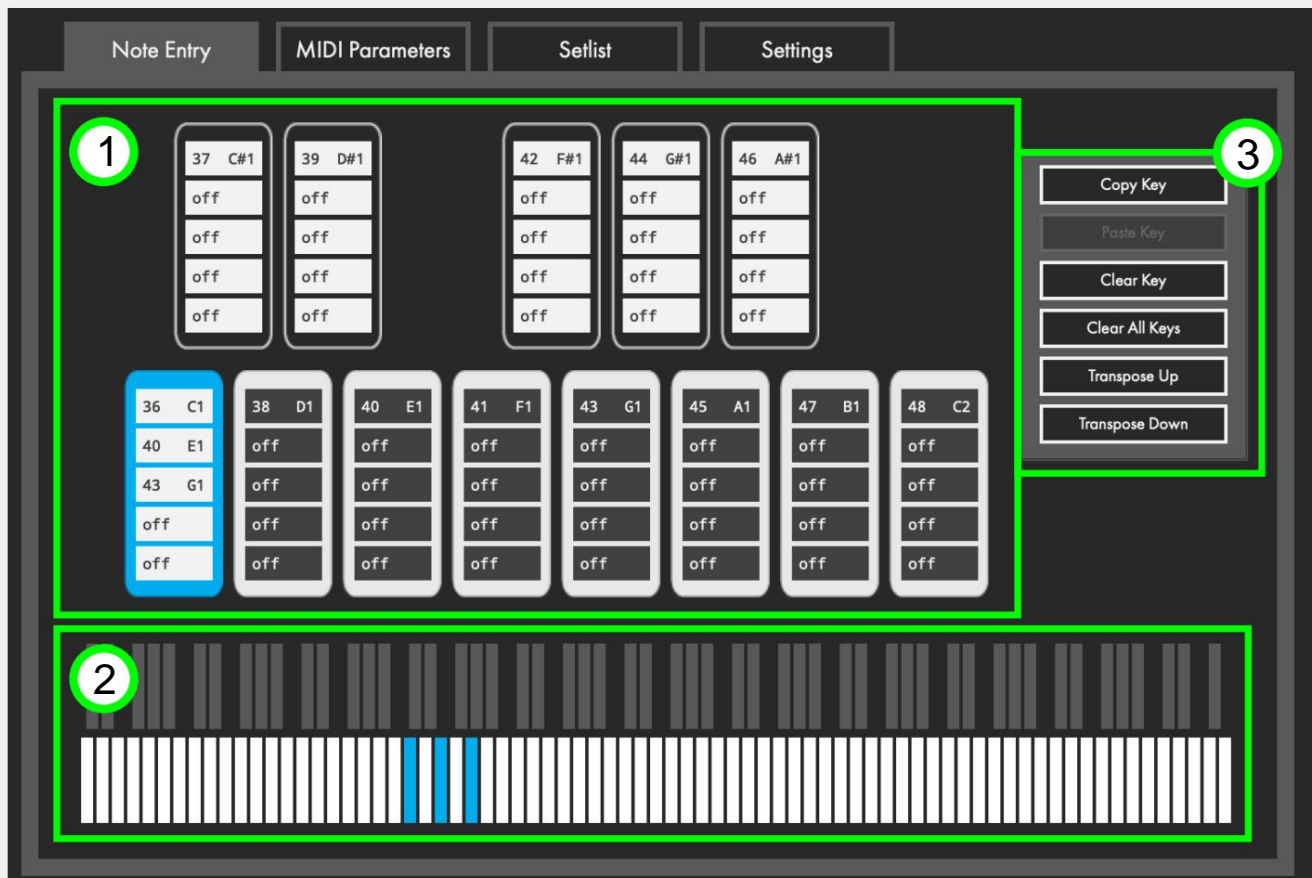 Note Entry MIDI Parameters Setlist Settings
1
3
37 C#1 39 D#1 42 F#1 44 G#1 46 A#1
off off off off off
off off off off off
off off off off off
off off off off off
Copy Key
Paste Key
Clear Key
Clear All Keys
Transpose Up
Transpose Down
36 C1 38 D1 40 E1 41 F1 43 G1 45 A1 47 B1 48 C2
40 E1 off off off off off off off
43 G1 off off off off off off off
off off off off off off off off
off off off off off off off off
2